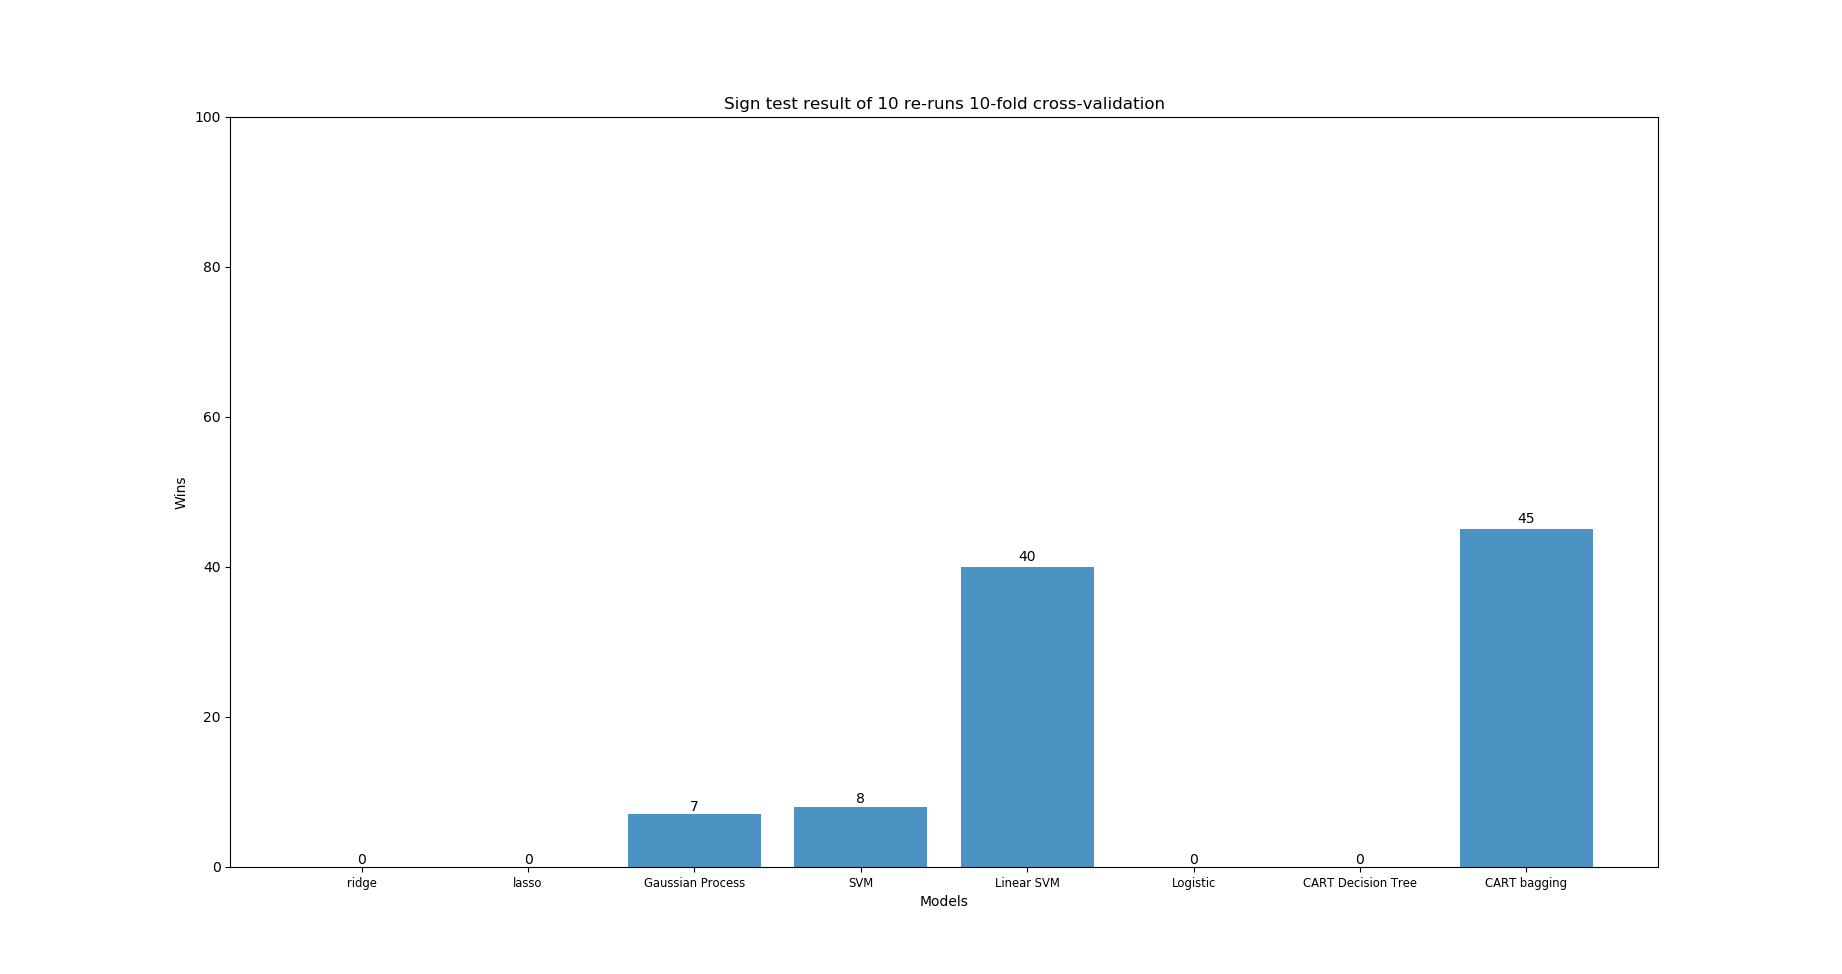 Sign test result of 10 re-runs 10-fold cross-validation
100
80
60
40
20
0
Wins
0
0
7
8
40
0
0
45
ridge
lasso
Gaussian Process
SVM
Linear SVM
Logistic
CART Decision Tree
CART bagging
Models